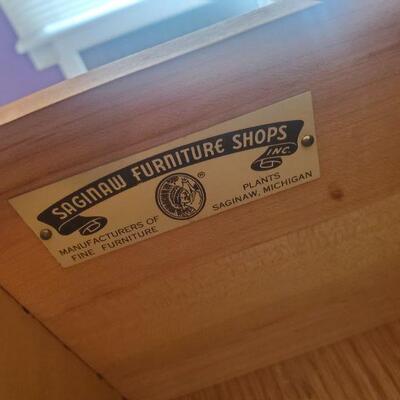 SAGINAW FURNITURE SHOPS
INC.
MANUFACTURERS OF
FINE FURNITURE
®
PLANTS
SAGINAW, MICHIGAN